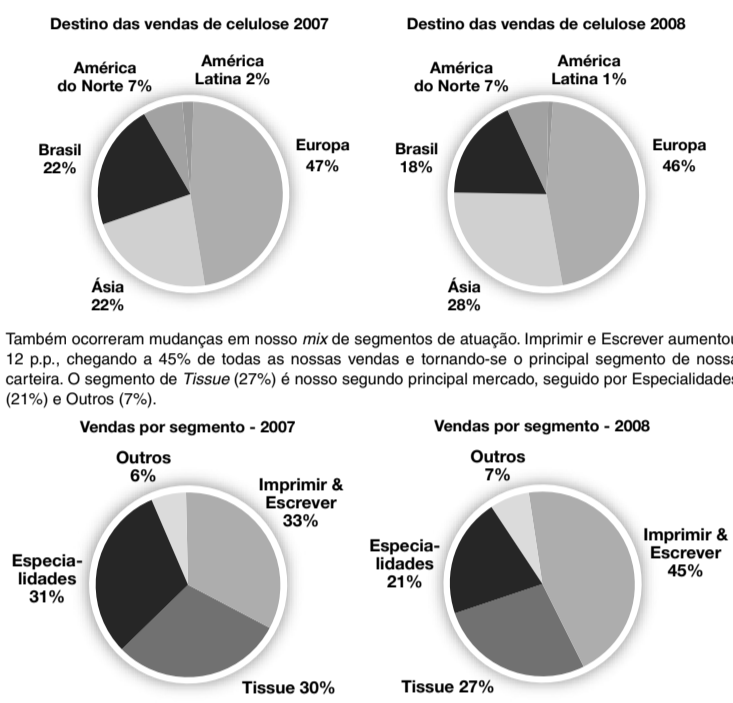 Destino das vendas de celulose 2007
América
do Norte 7%
América
Latina 2%
Brasil
22%
Europa
47%
Ásia
22%
Destino das vendas de celulose 2008
América
do Norte 7%
América
Latina 1%
Brasil
18%
Europa
46%
Ásia
28%
Também ocorreram mudanças em nosso mix de segmentos de atuação. Imprimir e Escrever aumentou
12 p.p., chegando a 45% de todas as nossas vendas e tornando-se o principal segmento de nossa
carteira. O segmento de Tissue (27%) é nosso segundo principal mercado, seguido por Especialidades
(21%) e Outros (7%).
Vendas por segmento - 2007
Outros
6%
Imprimir &
Escrever
33%
Especia-
lidades
31%
Tissue 30%
Vendas por segmento - 2008
Outros
7%
Imprimir &
Escrever
45%
Especia-
lidades
21%
Tissue 27%